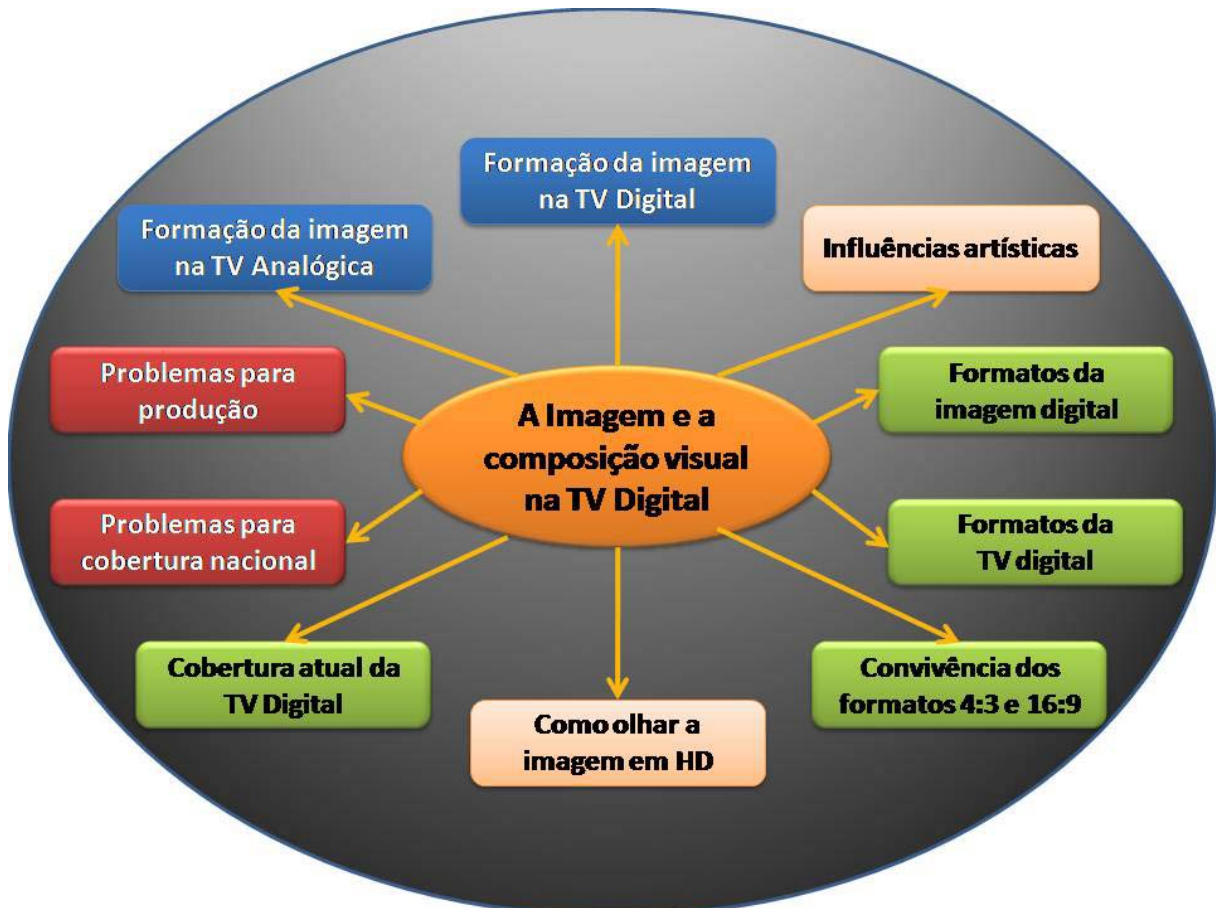 Formação da imagem
na TV Digital
Formação da imagem
na TV Analógica
Influências artísticas
Problemas para
produção
Formatos da
imagem digital
A Imagem e a
composição visual
na TV Digital
Problemas para
cobertura nacional
Formatos da
TV digital
Cobertura atual da
TV Digital
Convivência dos
formatos 4:3 e 16:9
Como olhar a
imagem em HD